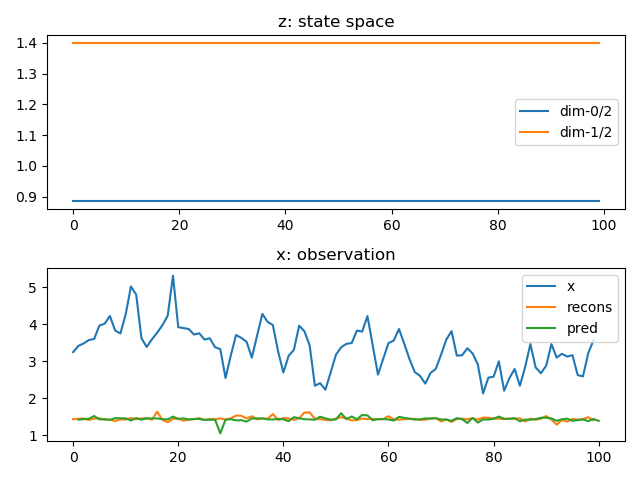 z: state space
1.4
1.3
1.2
1.1
1.0
0.9
dim-0/2
dim-1/2
0 20 40 60 80 100
x: observation
5
4
3
2
1
x
recons
pred
0 20 40 60 80 100